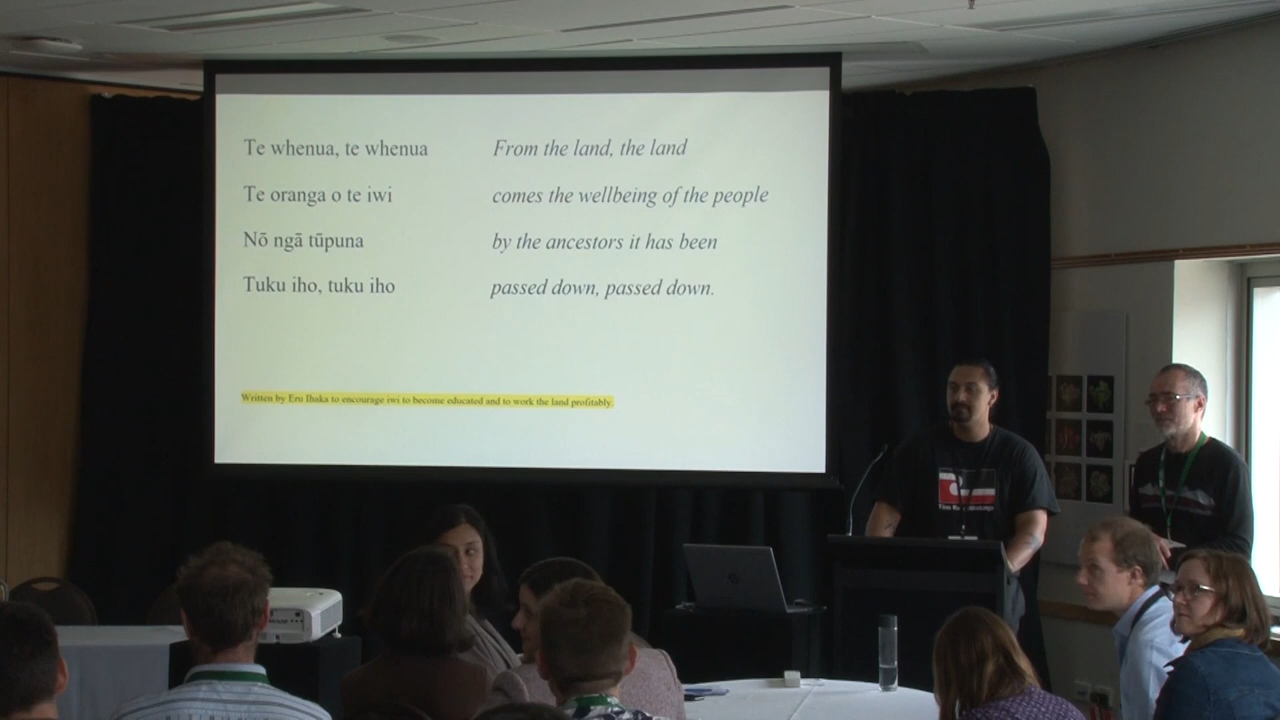 Te whenua, te whenua From the land, the land
Te oranga o te iwi comes the wellbeing of the people
Nō ngā tūpuna by the ancestors it has been
Tuku iho, tuku iho passed down, passed down.
Written by Eru Ihaka to encourage iwi to become educated and to work the land profitably.